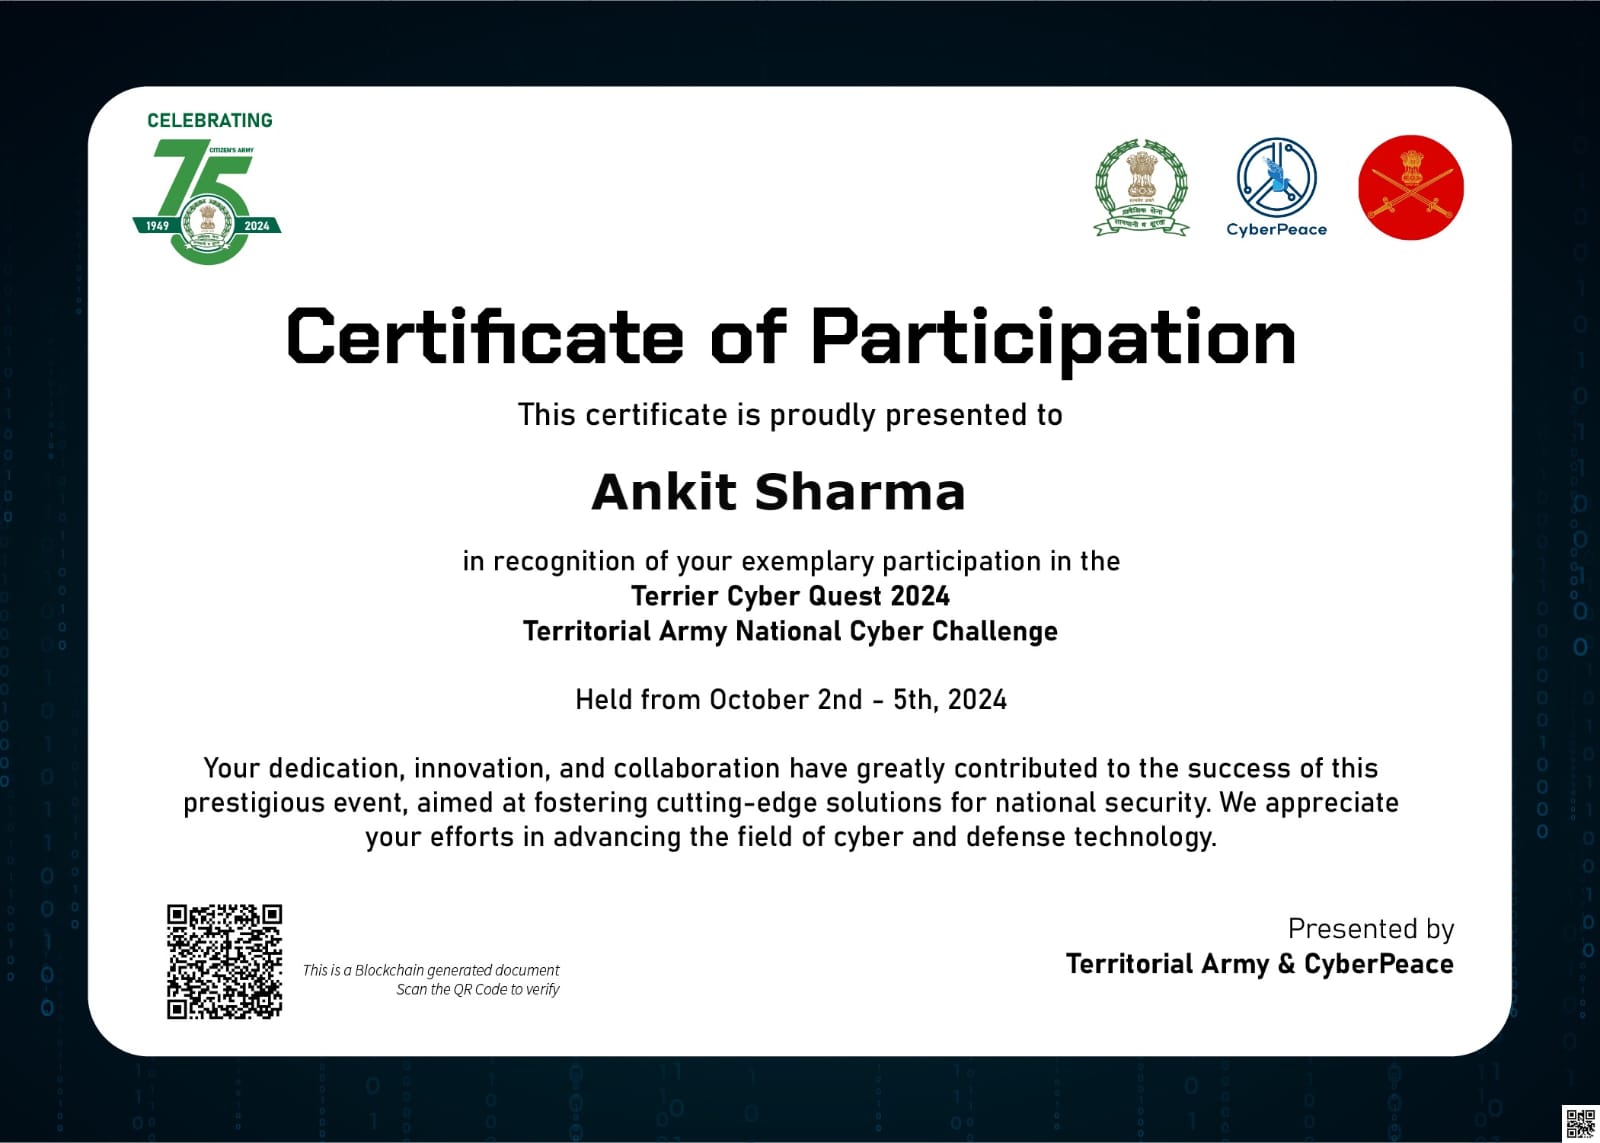 CELEBRATING
CITIZEN'S ARMY
75
1949 2024
CyberPeace
Certificate of Participation
This certificate is proudly presented to
Ankit Sharma
in recognition of your exemplary participation in the
Terrier Cyber Quest 2024
Territorial Army National Cyber Challenge
Held from October 2nd - 5th, 2024
Your dedication, innovation, and collaboration have greatly contributed to the success of this
prestigious event, aimed at fostering cutting-edge solutions for national security. We appreciate
your efforts in advancing the field of cyber and defense technology.
This is a Blockchain generated document
Scan the QR Code to verify
Presented by
Territorial Army & CyberPeace